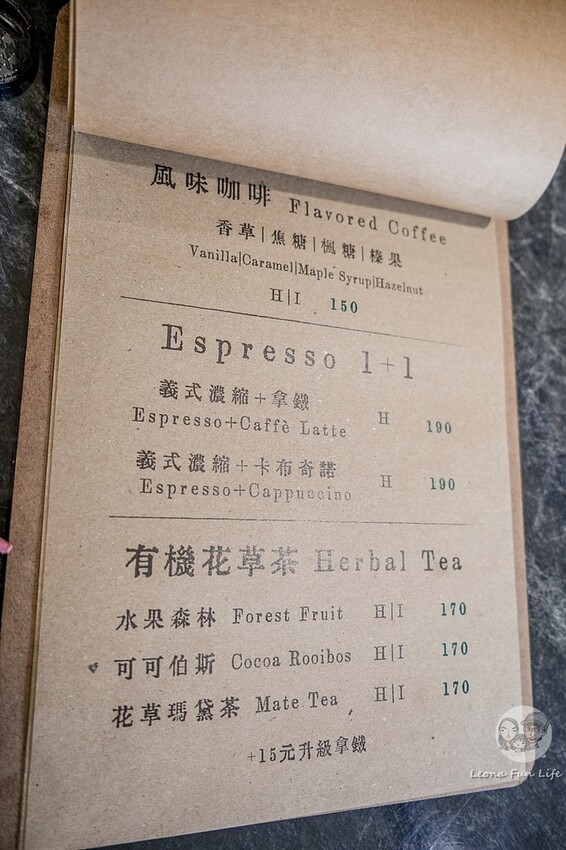 風味咖啡 Flavored Coffee
香草|焦糖|楓糖|榛果
Vanilla|Caramel|Maple Syrup|Hazelnut
H|I 150
Espresso 1+1
義式濃縮+拿鐵
Espresso+Caffè Latte H 190
義式濃縮+卡布奇諾
Espresso+Cappuccino H 190
有機花草茶 Herbal Tea
水果森林 Forest Fruit H|I 170
可可伯斯 Cocoa Rooibos H|I 170
花草瑪黛茶 Mate Tea H|I 170
+15元升級拿鐵
Leona Fun Life